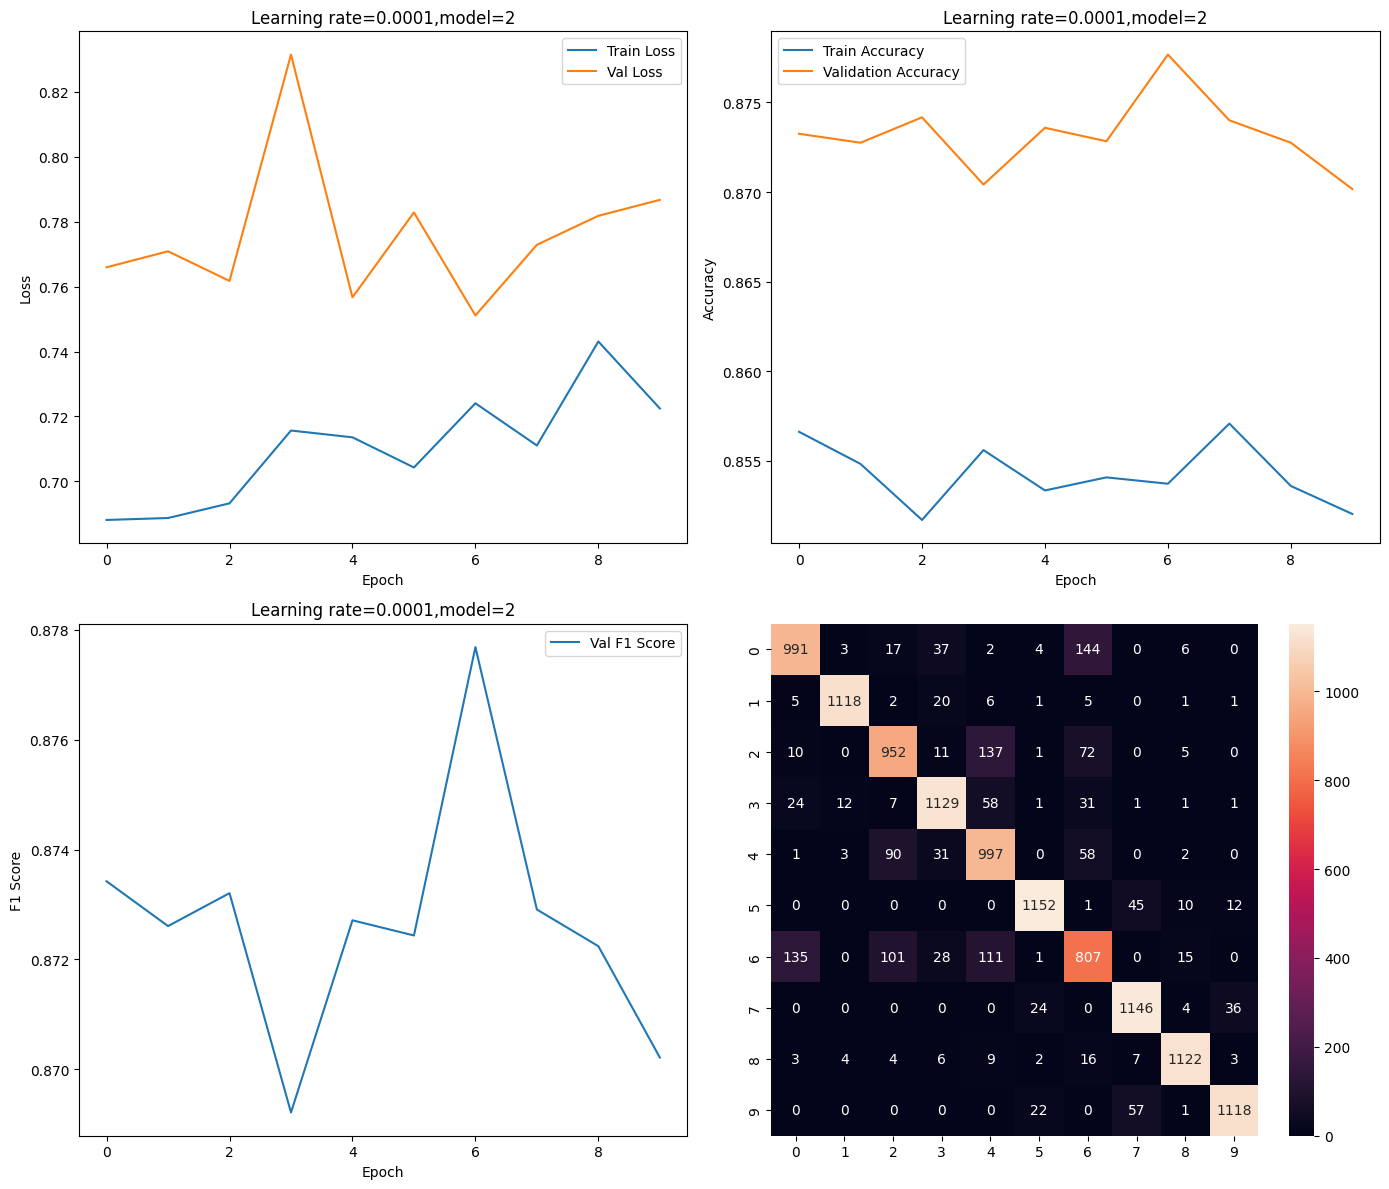 Learning rate=0.0001,model=2
Train Loss
Val Loss
0.82
0.80
0.78
0.76
0.74
0.72
0.70
Loss
0 2 4 6 8
Epoch
Learning rate=0.0001,model=2
Train Accuracy
Validation Accuracy
0.875
0.870
0.865
0.860
0.855
Accuracy
0 2 4 6 8
Epoch
Learning rate=0.0001,model=2
Val F1 Score
0.878
0.876
0.874
0.872
0.870
F1 Score
0 2 4 6 8
Epoch
0 991 3 17 37 2 4 144 0 6 0
1 5 1118 2 20 6 1 5 0 1 1
2 10 0 952 11 137 1 72 0 5 0
3 24 12 7 1129 58 1 31 1 1 1
4 1 3 90 31 997 0 58 0 2 0
5 0 0 0 0 0 1152 1 45 10 12
6 135 0 101 28 111 1 807 0 15 0
7 0 0 0 0 0 24 0 1146 4 36
8 3 4 4 6 9 2 16 7 1122 3
9 0 0 0 0 0 22 0 57 1 1118
0 1 2 3 4 5 6 7 8 9
1000
800
600
400
200
0